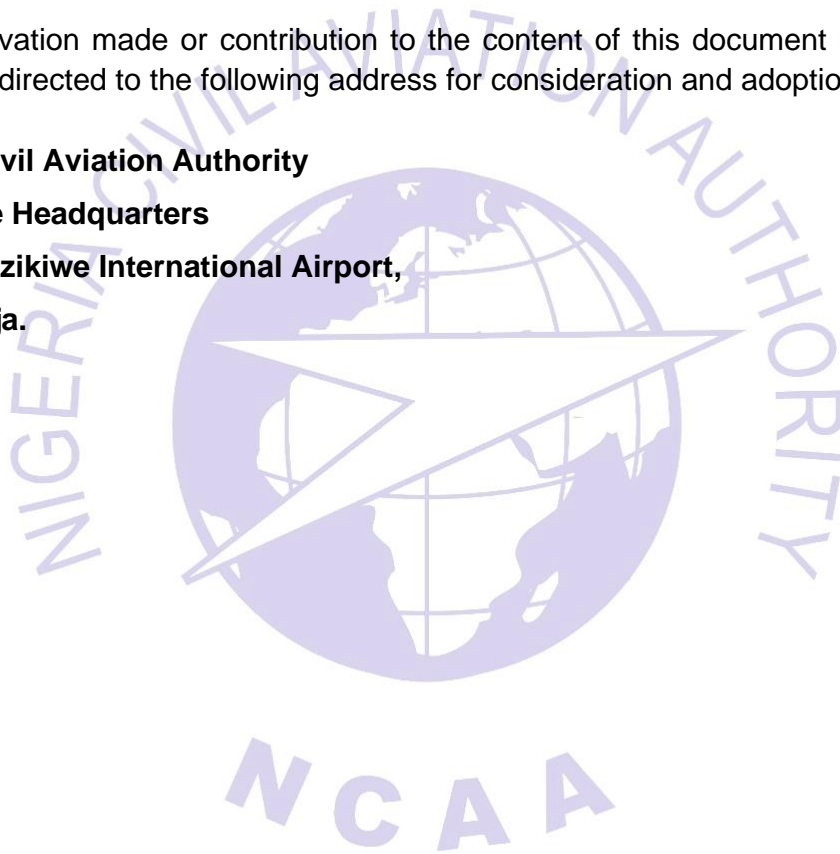 vation made or contribution to the content of this document
directed to the following address for consideration and adoptio
vil Aviation Authority
e Headquarters
zikiwe International Airport,
ja.
NIGERIA CIVIL AVIATION AUTHORITY
NCAA